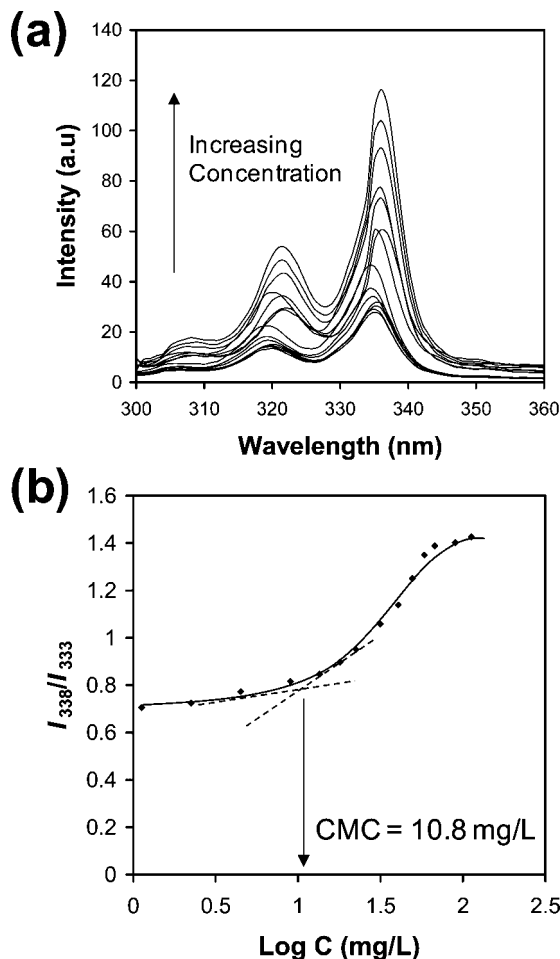 (a)
140
120
100
80
60
40
20
0
Intensity (a.u)
Increasing
Concentration
300 310 320 330 340 350 360
Wavelength (nm)
(b)
1.6
1.4
1.2
1
0.8
0.6
0.4
0.2
0
I338/I333
CMC = 10.8 mg/L
0 0.5 1 1.5 2 2.5
Log C (mg/L)